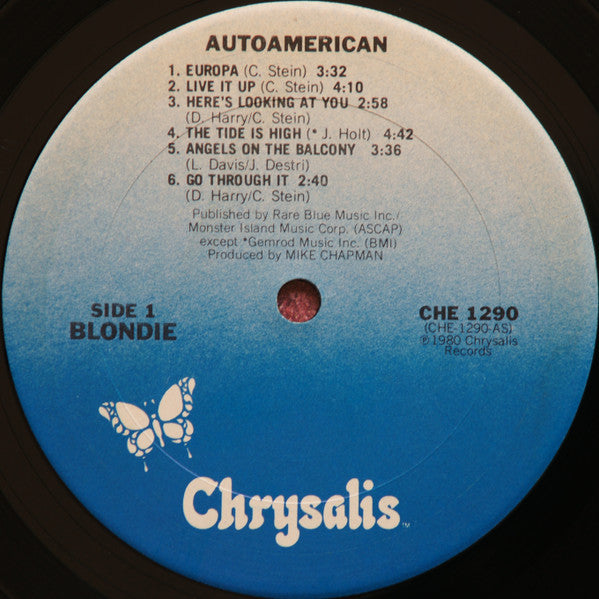 AUTOAMERICAN
1. EUROPA (C. Stein) 3:32
2. LIVE IT UP (C. Stein) 4:10
3. HERE'S LOOKING AT YOU 2:58
(D. Harry/C. Stein)
4. THE TIDE IS HIGH (* J. Holt) 4:42
5. ANGELS ON THE BALCONY 3:36
(L. Davis/J. Destri)
6. GO THROUGH IT 2:40
(D. Harry/C. Stein)
Published by Rare Blue Music Inc./
Monster Island Music Corp. (ASCAP)
except *Gemrod Music Inc. (BMI)
Produced by MIKE CHAPMAN
SIDE 1
BLONDIE
CHE 1290
(CHE-1290-AS)
℗ 1980 Chrysalis
Records
Chrysalis™